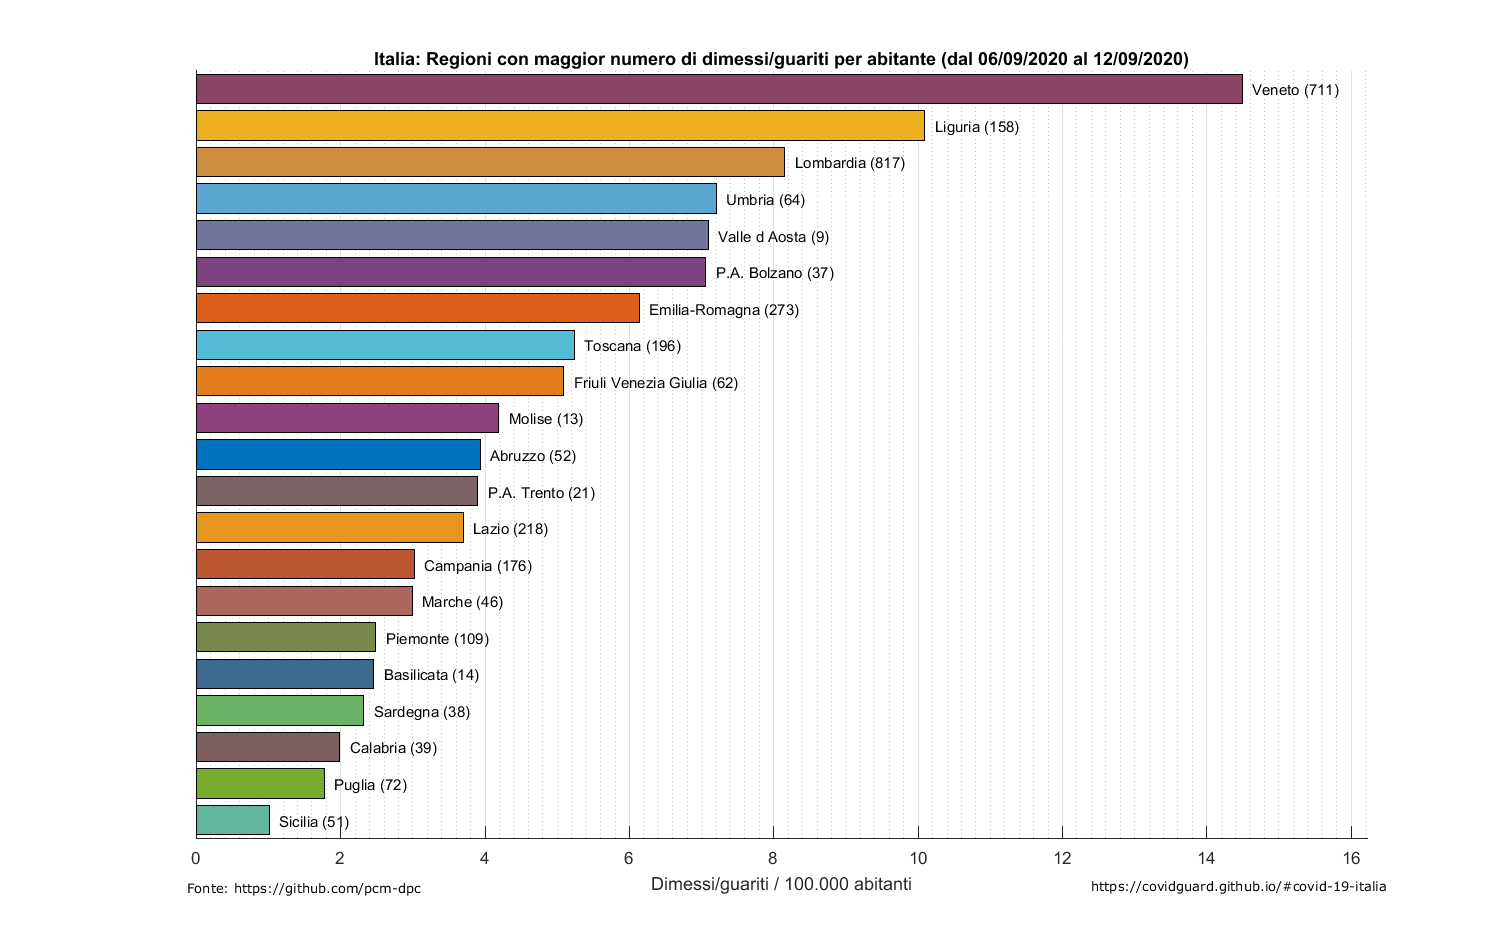 Italia: Regioni con maggior numero di dimessi/guariti per abitante (dal 06/09/2020 al 12/09/2020)
Veneto (711)
Liguria (158)
Lombardia (817)
Umbria (64)
Valle d Aosta (9)
P.A. Bolzano (37)
Emilia-Romagna (273)
Toscana (196)
Friuli Venezia Giulia (62)
Molise (13)
Abruzzo (52)
P.A. Trento (21)
Lazio (218)
Campania (176)
Marche (46)
Piemonte (109)
Basilicata (14)
Sardegna (38)
Calabria (39)
Puglia (72)
Sicilia (51)
0 2 4 6 8 10 12 14 16
Dimessi/guariti / 100.000 abitanti
Fonte: https://github.com/pcm-dpc
https://covidguard.github.io/#covid-19-italia